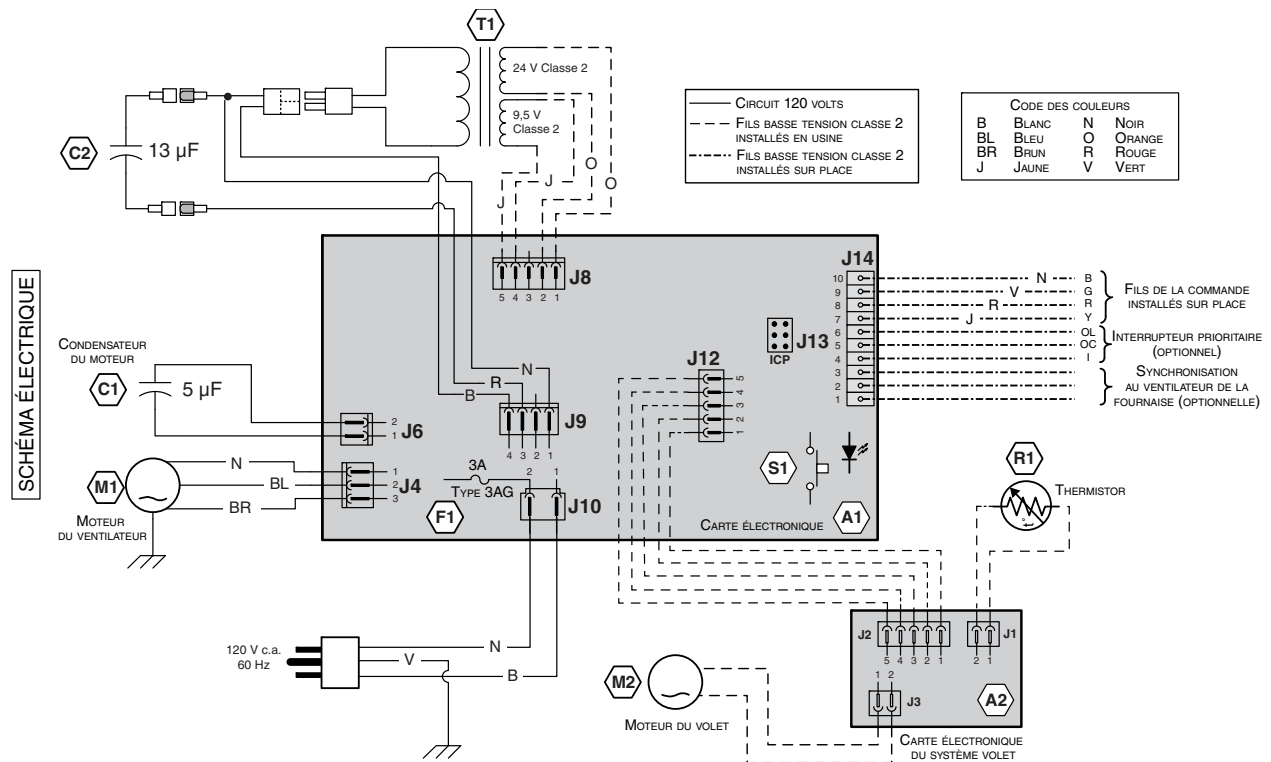 T1
24 V Classe 2
9,5 V
Classe 2
C2
13 µF
O
J
J
O
CIRCUIT 120 VOLTS
FILS BASSE TENSION CLASSE 2
INSTALLÉS EN USINE
FILS BASSE TENSION CLASSE 2
INSTALLÉS SUR PLACE
CODE DES COULEURS
B BLANC N NOIR
BL BLEU O ORANGE
BR BRUN R ROUGE
J JAUNE V VERT
SCHÉMA ÉLECTRIQUE
J8
5 4 3 2 1
J14
10
9
8
7
6
5
4
3
2
1
N B
V G
R R
J Y
OL
OC
I
FILS DE LA COMMANDE
INSTALLÉS SUR PLACE
INTERRUPTEUR PRIORITAIRE
(OPTIONNEL)
SYNCHRONISATION
AU VENTILATEUR DE LA
FOURNAISE (OPTIONNELLE)
J13
ICP
J12
5
4
3
2
1
CONDENSATEUR
DU MOTEUR
C1
5 µF
2
1
J6
N
R
B
J9
4 3 2 1
M1
MOTEUR
DU VENTILATEUR
N
BL
BR
1
2
3
J4
3A
TYPE 3AG
F1
2 1
J10
S1
CARTE ÉLECTRONIQUE
A1
R1
THERMISTOR
120 V c.a.
60 Hz
N
V
B
J2
5 4 3 2 1
J1
2 1
1 2
J3
A2
M2
MOTEUR DU VOLET
CARTE ÉLECTRONIQUE
DU SYSTÈME VOLET